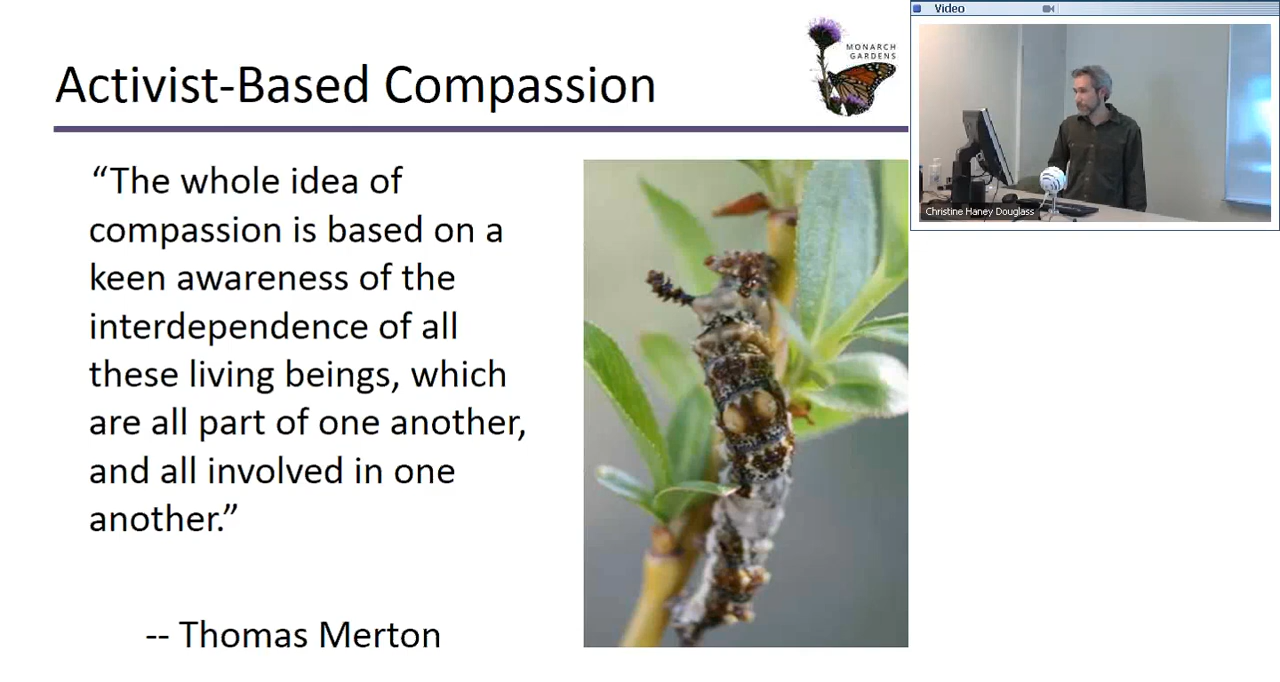 Activist-Based Compassion
MONARCH
GARDENS
“The whole idea of
compassion is based on a
keen awareness of the
interdependence of all
these living beings, which
are all part of one another,
and all involved in one
another.”
-- Thomas Merton
Video
Christine Haney Douglass